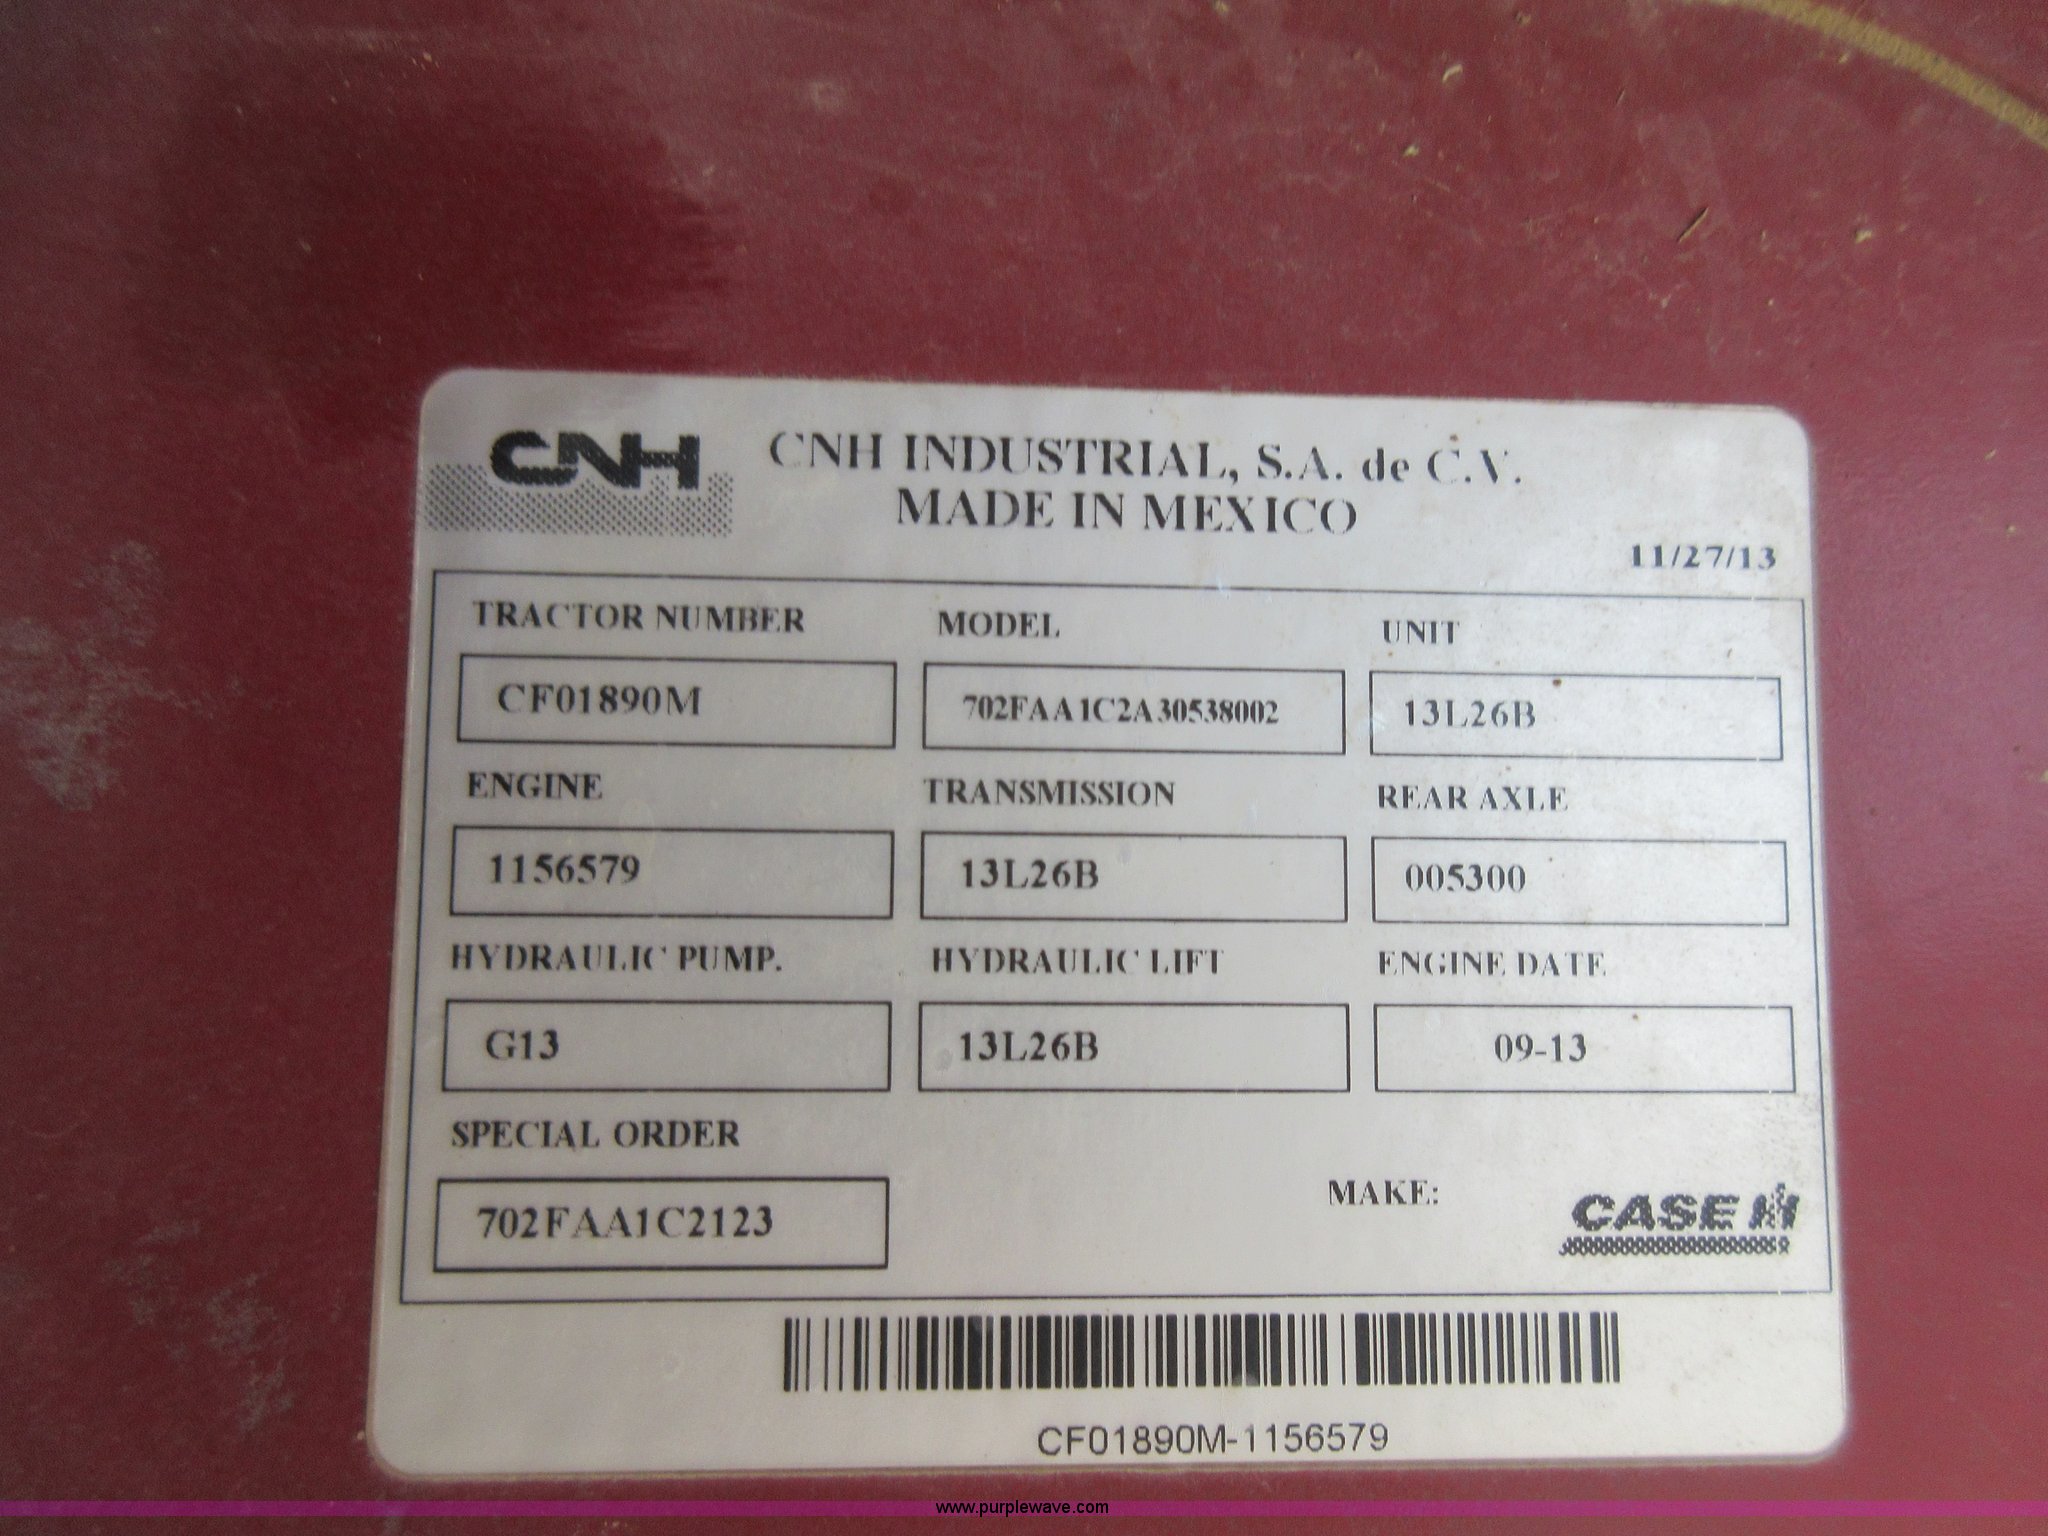 CNH
CNH INDUSTRIAL, S.A. de C.V.
MADE IN MEXICO
11/27/13
TRACTOR NUMBER MODEL UNIT
CF01890M 702FAA1C2A30538002 13L26B
ENGINE TRANSMISSION REAR AXLE
1156579 13L26B 005300
HYDRAULIC PUMP. HYDRAULIC LIFT ENGINE DATE
G13 13L26B 09-13
SPECIAL ORDER
702FAA1C2123
MAKE: CASE IH
CF01890M-1156579
www.purplewave.com